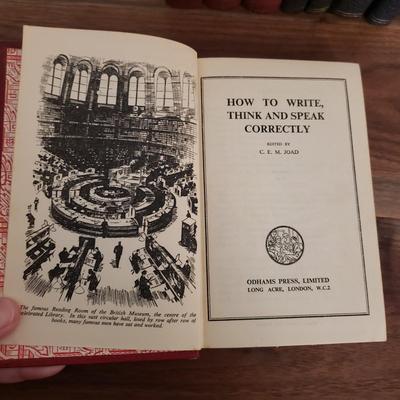 The famous Reading Room of the British Museum, the centre of the
celebrated Library. In this vast circular hall, lined by row after row of
books, many famous men have sat and worked.
HOW TO WRITE,
THINK AND SPEAK
CORRECTLY
EDITED BY
C. E. M. JOAD
ODHAMS PRESS, LIMITED
LONG ACRE, LONDON, W.C.2